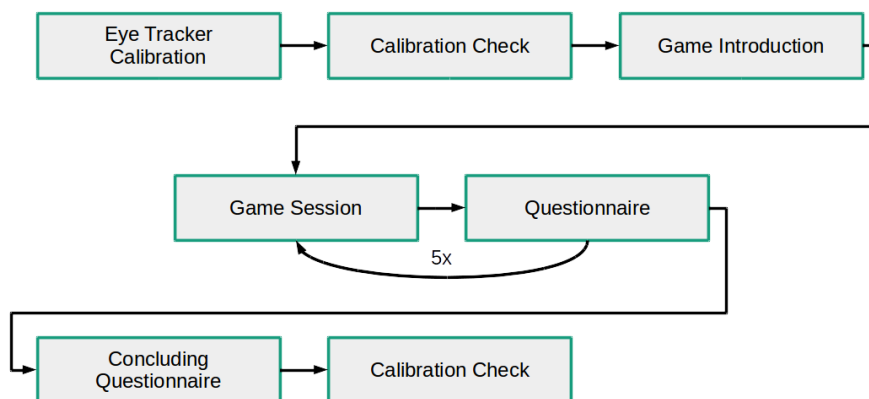 Eye Tracker
Calibration
Calibration Check
Game Introduction
Game Session
Questionnaire
5x
Concluding
Questionnaire
Calibration Check